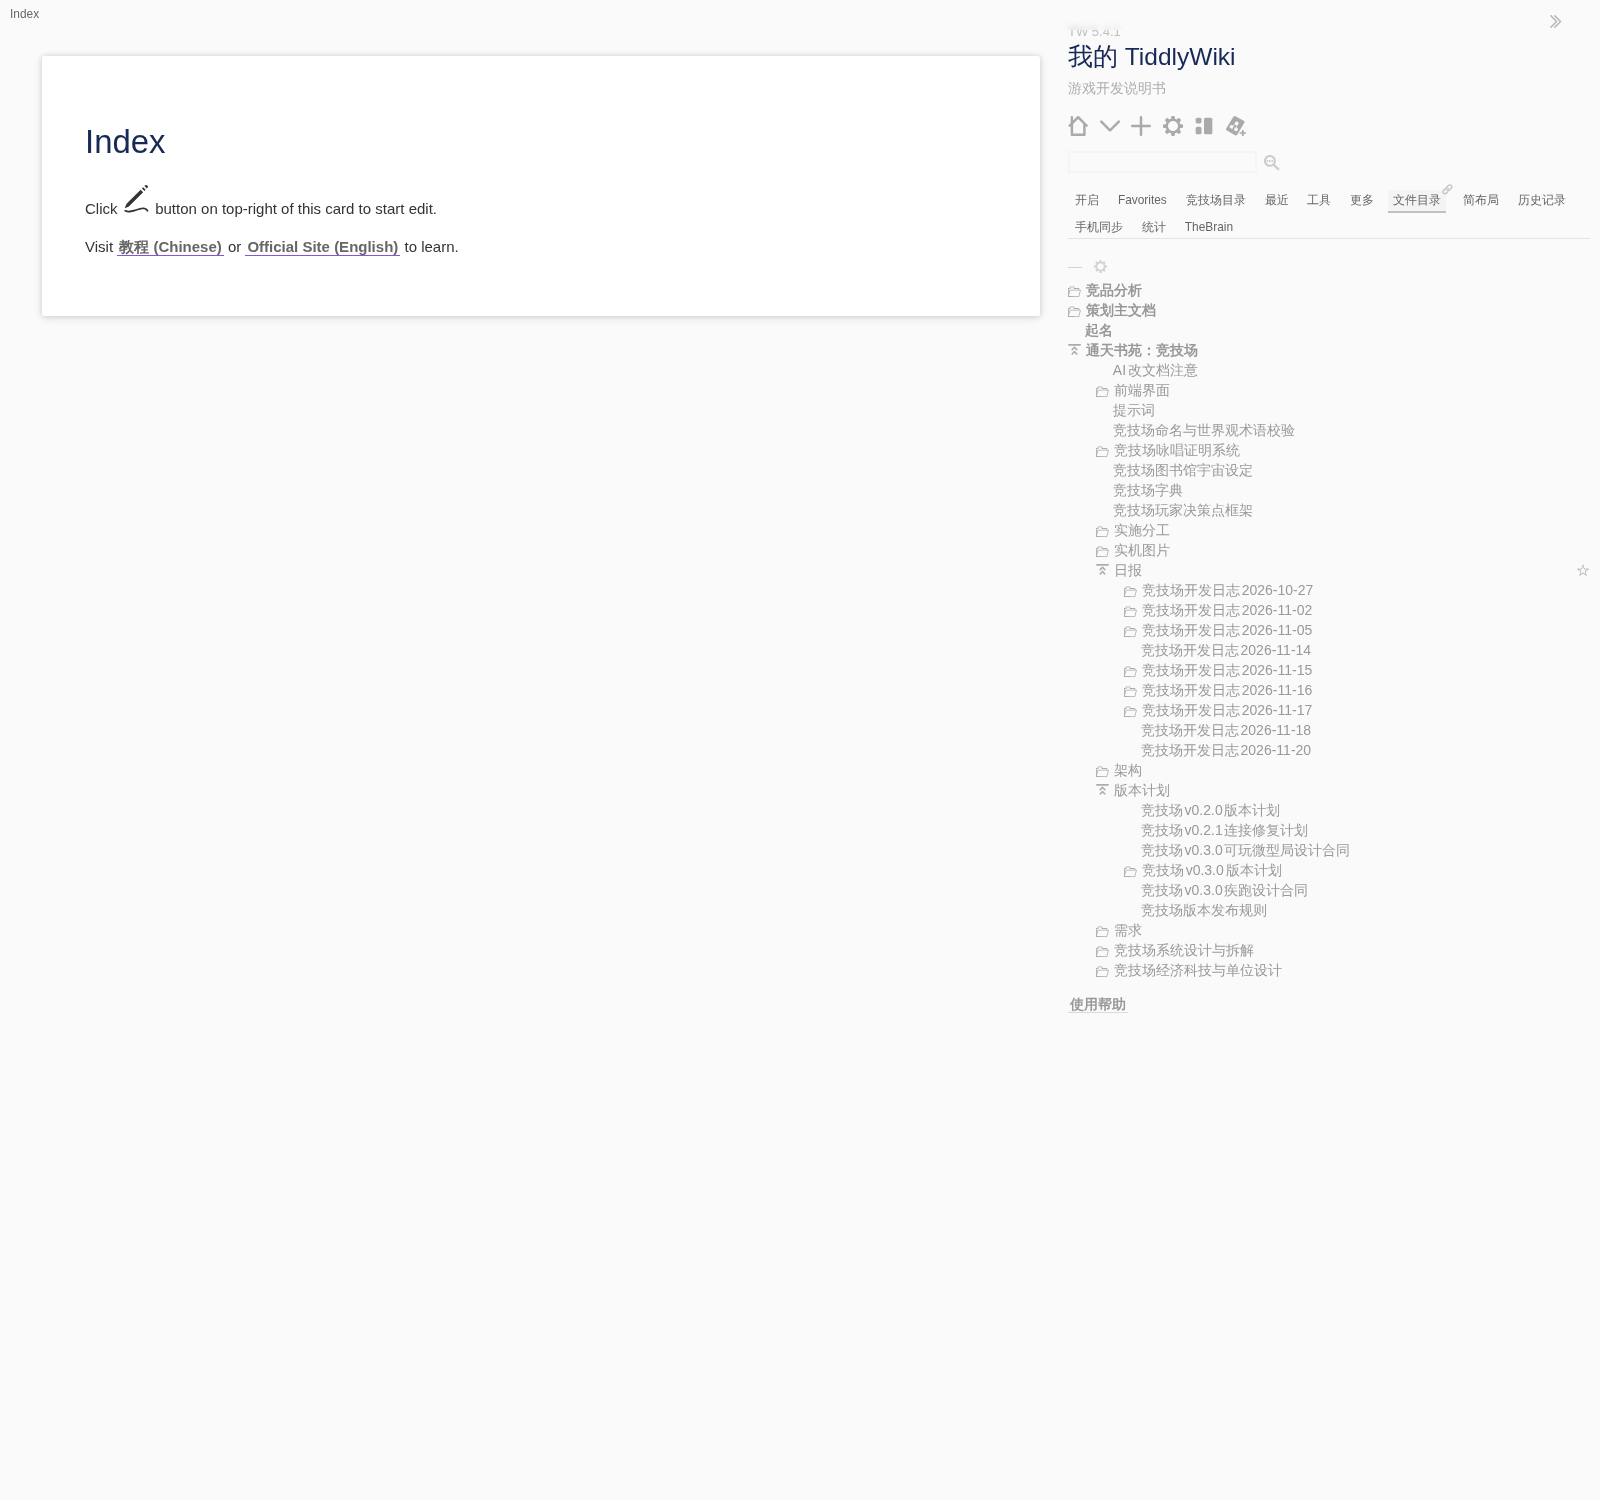 Index
TW 5.4.1
我的 TiddlyWiki
游戏开发说明书
Index
Click button on top-right of this card to start edit.
Visit 教程 (Chinese) or Official Site (English) to learn.
开启 Favorites 竞技场目录 最近 工具 更多 文件目录 简布局 历史记录
手机同步 统计 TheBrain
竞品分析
策划主文档
起名
通天书苑：竞技场
AI改文档注意
前端界面
提示词
竞技场命名与世界观术语校验
竞技场咏唱证明系统
竞技场图书馆宇宙设定
竞技场字典
竞技场玩家决策点框架
实施分工
实机图片
日报
竞技场开发日志2026-10-27
竞技场开发日志2026-11-02
竞技场开发日志2026-11-05
竞技场开发日志2026-11-14
竞技场开发日志2026-11-15
竞技场开发日志2026-11-16
竞技场开发日志2026-11-17
竞技场开发日志2026-11-18
竞技场开发日志2026-11-20
架构
版本计划
竞技场v0.2.0版本计划
竞技场v0.2.1连接修复计划
竞技场v0.3.0可玩微型局设计合同
竞技场v0.3.0版本计划
竞技场v0.3.0疾跑设计合同
竞技场版本发布规则
需求
竞技场系统设计与拆解
竞技场经济科技与单位设计
使用帮助